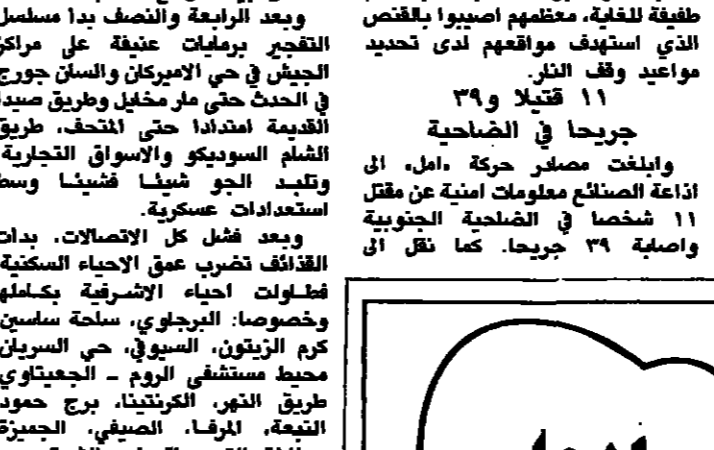 طفيفة للغاية، معظمهم اصيبوا بالقنص
الذي استهدف مواقعهم لدى تحديد
مواعيد وقف النار.
١١ قتيلا و٣٩
جريحا في الضاحية
وابلغت مصادر حركة «امل» الى
اذاعة الصنائع معلومات امنية عن مقتل
١١ شخصا في الضاحية الجنوبية
واصابة ٣٩ جريحا. كما نقل الى
وبعد الرابعة والنصف بدا مسلسل
التفجير برمايات عنيفة على مراكز
الجيش في حي الاميركان والسان جورج
في الحدث حتى مار مخايل وطريق صيدا
القديمة امتدادا حتى المتحف، طريق
الشام السوديكو والاسواق التجارية.
وتلبد الجو شيئا فشيئا وسط
استعدادات عسكرية.
وبعد فشل كل الاتصالات، بدات
القذائف تضرب عمق الاحياء السكنية
فطاولت احياء الاشرفية بكاملها
وخصوصا: البرجاوي، ساحة ساسين،
كرم الزيتون، السيوفي، حي السريان،
محيط مستشفى الروم - الجعيتاوي
طريق النهر، الكرنتينا، برج حمود،
النبعة، المرفا، الصيفي، الجميزة